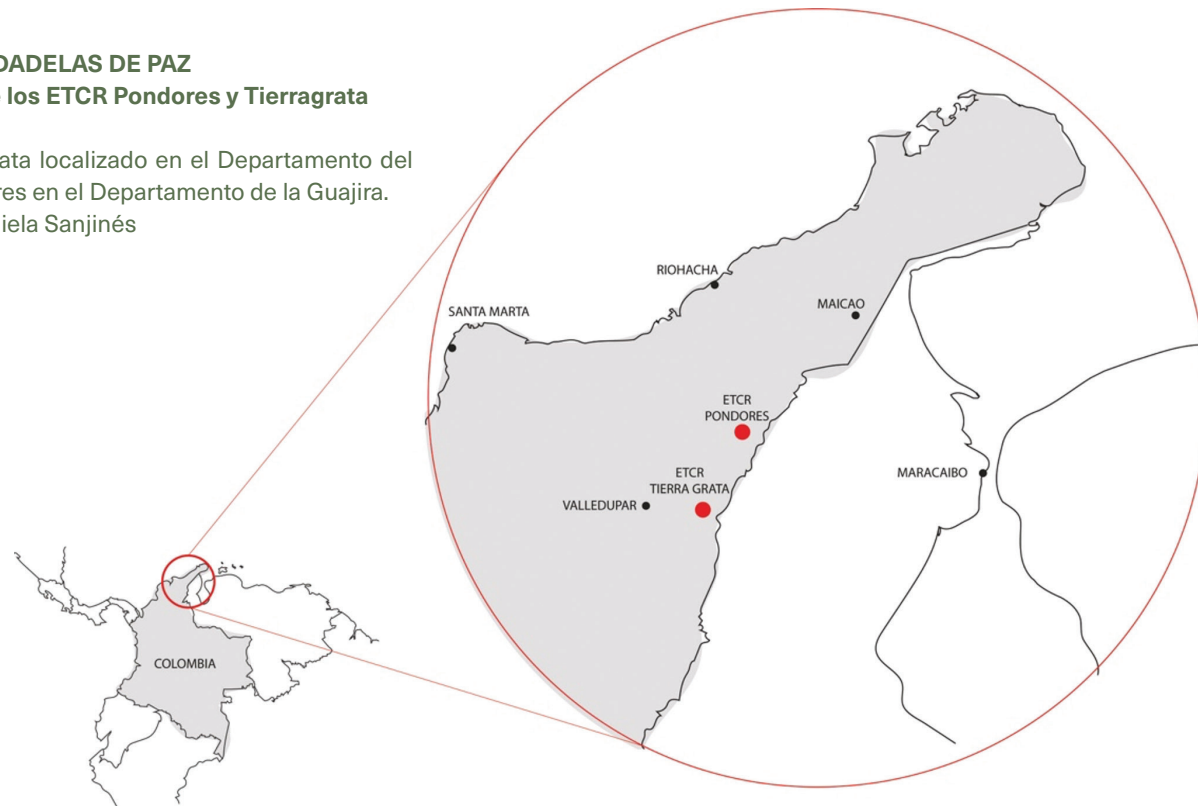 DADELAS DE PAZ
los ETCR Pondores y Tierragrata
ata localizado en el Departamento del
res en el Departamento de la Guajira.
iela Sanjinés
RIOHACHA
MAICAO
SANTA MARTA
ETCR
PONDORES
ETCR
TIERRA GRATA
VALLEDUPAR
MARACAIBO
COLOMBIA